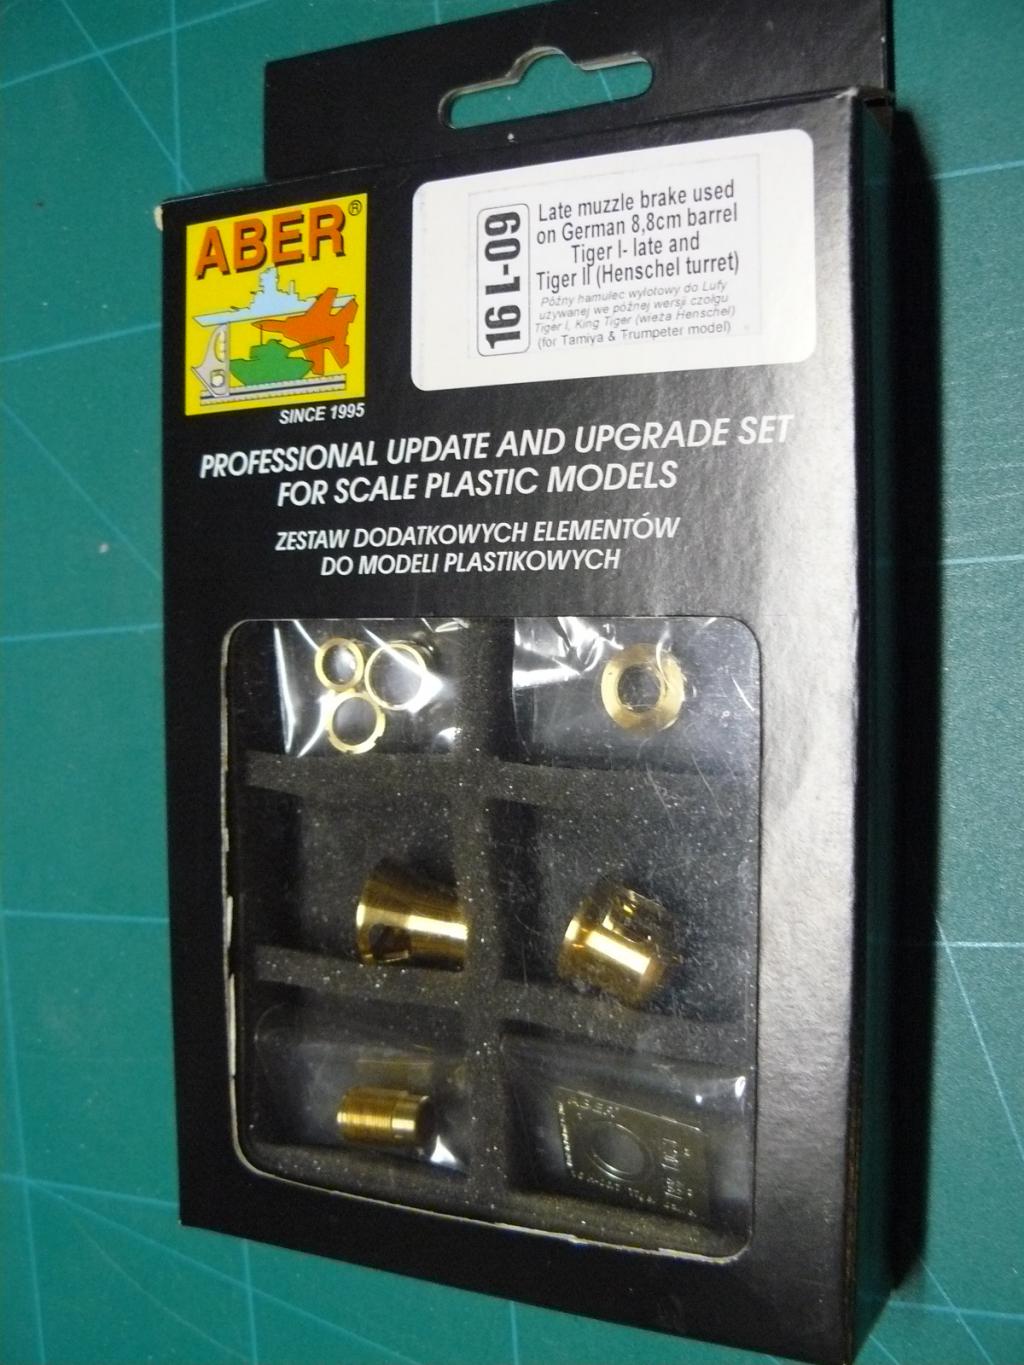 ABER®
SINCE 1995
16 L-09
Late muzzle brake used
on German 8,8cm barrel
Tiger I- late and
Tiger II (Henschel turret)
Późny hamulec wylotowy do Lufy
używanej we późnej wersji czołgu
Tiger I, King Tiger (wieża Henschel)
(for Tamiya & Trumpeter model)
PROFESSIONAL UPDATE AND UPGRADE SET
FOR SCALE PLASTIC MODELS
ZESTAW DODATKOWYCH ELEMENTÓW
DO MODELI PLASTIKOWYCH
ABER